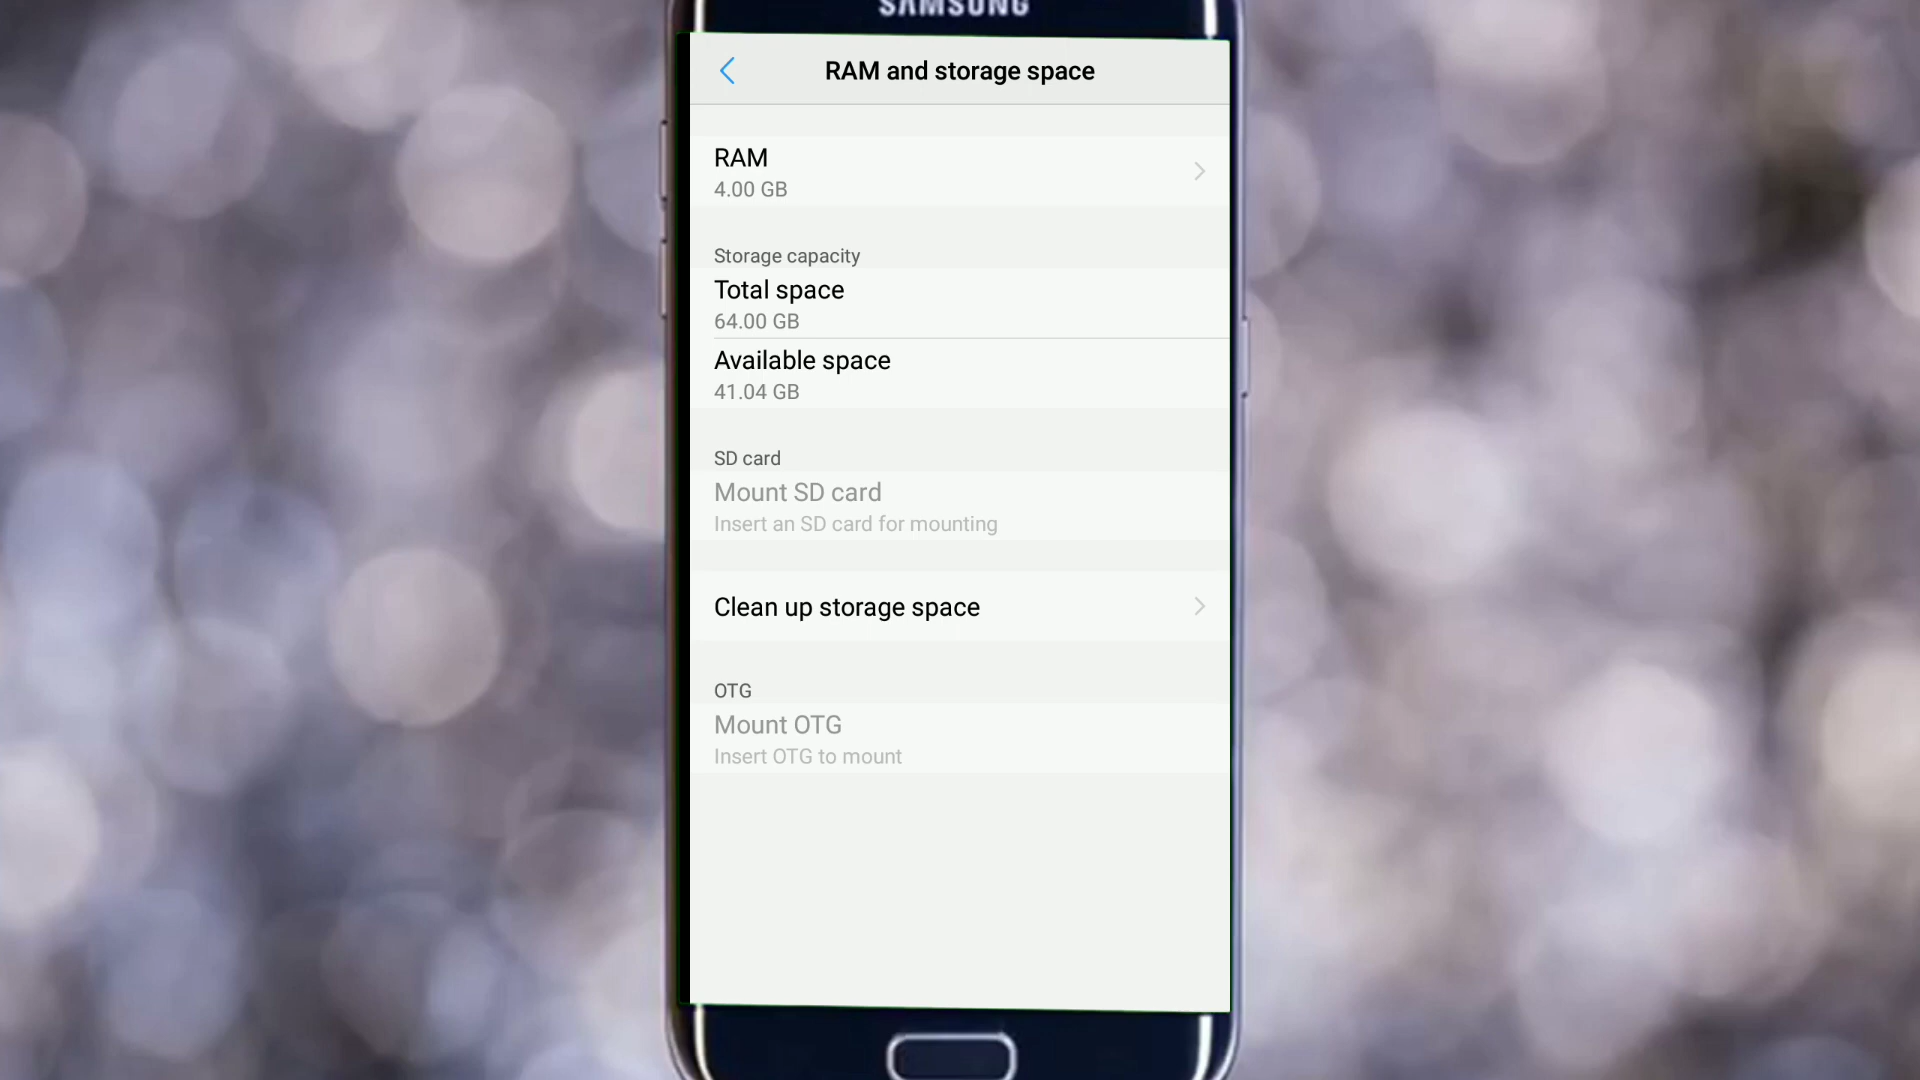 SAMSUNG
RAM and storage space
RAM
4.00 GB
Storage capacity
Total space
64.00 GB
Available space
41.04 GB
SD card
Mount SD card
Insert an SD card for mounting
Clean up storage space
OTG
Mount OTG
Insert OTG to mount